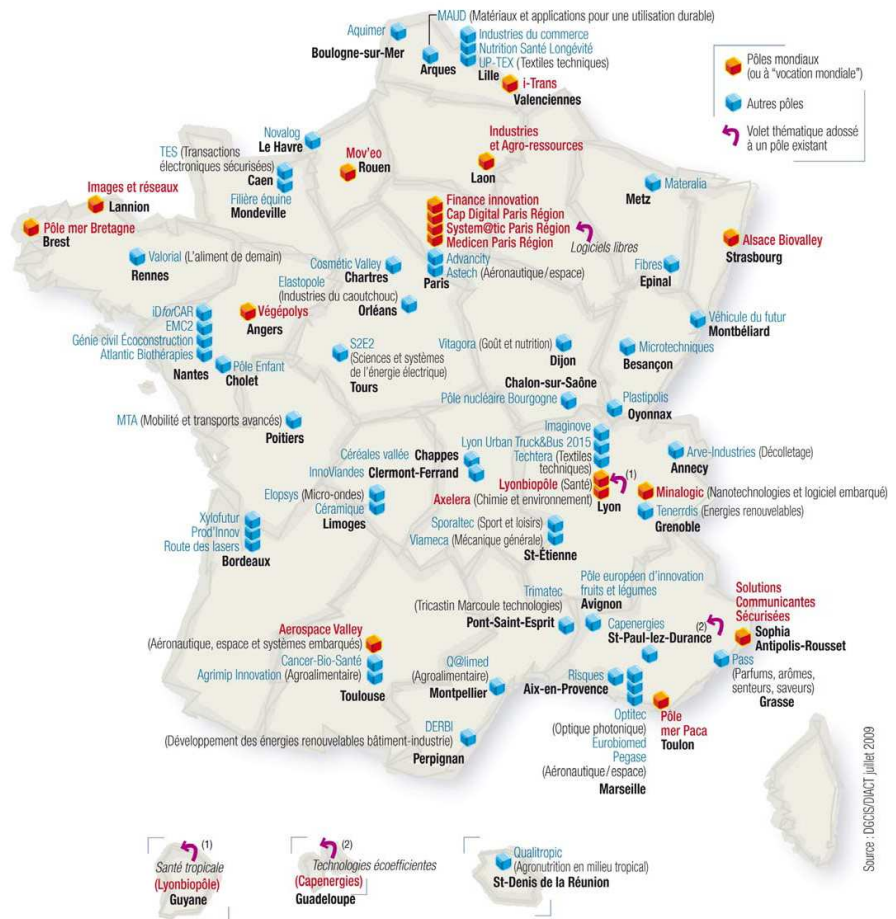 MAUD (Matériaux et applications pour une utilisation durable)
Aquimer
Boulogne-sur-Mer
Arques
Industries du commerce
Nutrition Santé Longévité
UP-TEX (Textiles techniques)
Lille
i-Trans
Valenciennes
Pôles mondiaux
(ou à “vocation mondiale”)
Autres pôles
Volet thématique adossé
à un pôle existant
Novalog
Le Havre
TES (Transactions
électroniques sécurisées)
Caen
Filière équine
Mondeville
Mov'eo
Rouen
Industries
et Agro-ressources
Laon
Materalia
Metz
Images et réseaux
Lannion
Pôle mer Bretagne
Brest
Valorial (L'aliment de demain)
Rennes
Finance innovation
Cap Digital Paris Région
System@tic Paris Région
Medicen Paris Région
Logiciels libres
Advancity
Astech (Aéronautique/espace)
Paris
Alsace Biovalley
Strasbourg
Cosmétic Valley
Chartres
Elastopole
(Industries du caoutchouc)
Orléans
Fibres
Epinal
iDforCAR
EMC2
Génie civil Écoconstruction
Atlantic Biothérapies
Nantes
Végépolys
Angers
Pôle Enfant
Cholet
S2E2
(Sciences et systèmes
de l'énergie électrique)
Tours
Vitagora (Goût et nutrition)
Dijon
Véhicule du futur
Montbéliard
Microtechniques
Besançon
Chalon-sur-Saône
Pôle nucléaire Bourgogne
Plastipolis
Oyonnax
MTA (Mobilité et transports avancés)
Poitiers
Imaginove
Lyon Urban Truck&Bus 2015
Techtera (Textiles
techniques)
Lyonbiopôle (Santé)
(1)
Axelera (Chimie et environnement)
Lyon
Arve-Industries (Décolletage)
Annecy
Céréales vallée
Chappes
InnoViandes
Clermont-Ferrand
Minalogic (Nanotechnologies et logiciel embarqué)
Tenerrdis (Energies renouvelables)
Grenoble
Elopsys (Micro-ondes)
Céramique
Limoges
Xylofutur
Prod'Innov
Route des lasers
Bordeaux
Sporaltec (Sport et loisirs)
Viameca (Mécanique générale)
St-Étienne
Trimatec
(Tricastin Marcoule technologies)
Pont-Saint-Esprit
Pôle européen d'innovation
fruits et légumes
Avignon
Capenergies
(2)
St-Paul-lez-Durance
Solutions
Communicantes
Sécurisées
Sophia
Antipolis-Rousset
Aerospace Valley
(Aéronautique, espace et systèmes embarqués)
Cancer-Bio-Santé
Agrimip Innovation (Agroalimentaire)
Toulouse
Q@limed
(Agroalimentaire)
Montpellier
Risques
Aix-en-Provence
Pass
(Parfums, arômes,
senteurs, saveurs)
Grasse
DERBI
(Développement des énergies renouvelables bâtiment-industrie)
Perpignan
Optitec
(Optique photonique)
Eurobiomed
Pegase
(Aéronautique/espace)
Marseille
Pôle
mer Paca
Toulon
Source : DGCIS/DIACT juillet 2009
(1)
Santé tropicale
(Lyonbiopôle)
Guyane
(2)
Technologies écoefficientes
(Capenergies)
Guadeloupe
Qualitropic
(Agronutrition en milieu tropical)
St-Denis de la Réunion